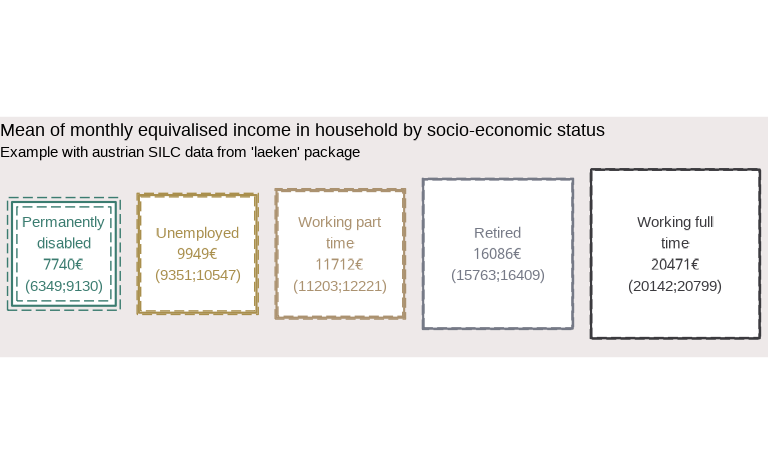 Mean of monthly equivalised income in household by socio-economic status
Example with austrian SILC data from 'laeken' package
Permanently
disabled
7740€
(6349;9130)
Unemployed
9949€
(9351;10547)
Working part
time
11712€
(11203;12221)
Retired
16086€
(15763;16409)
Working full
time
20471€
(20142;20799)